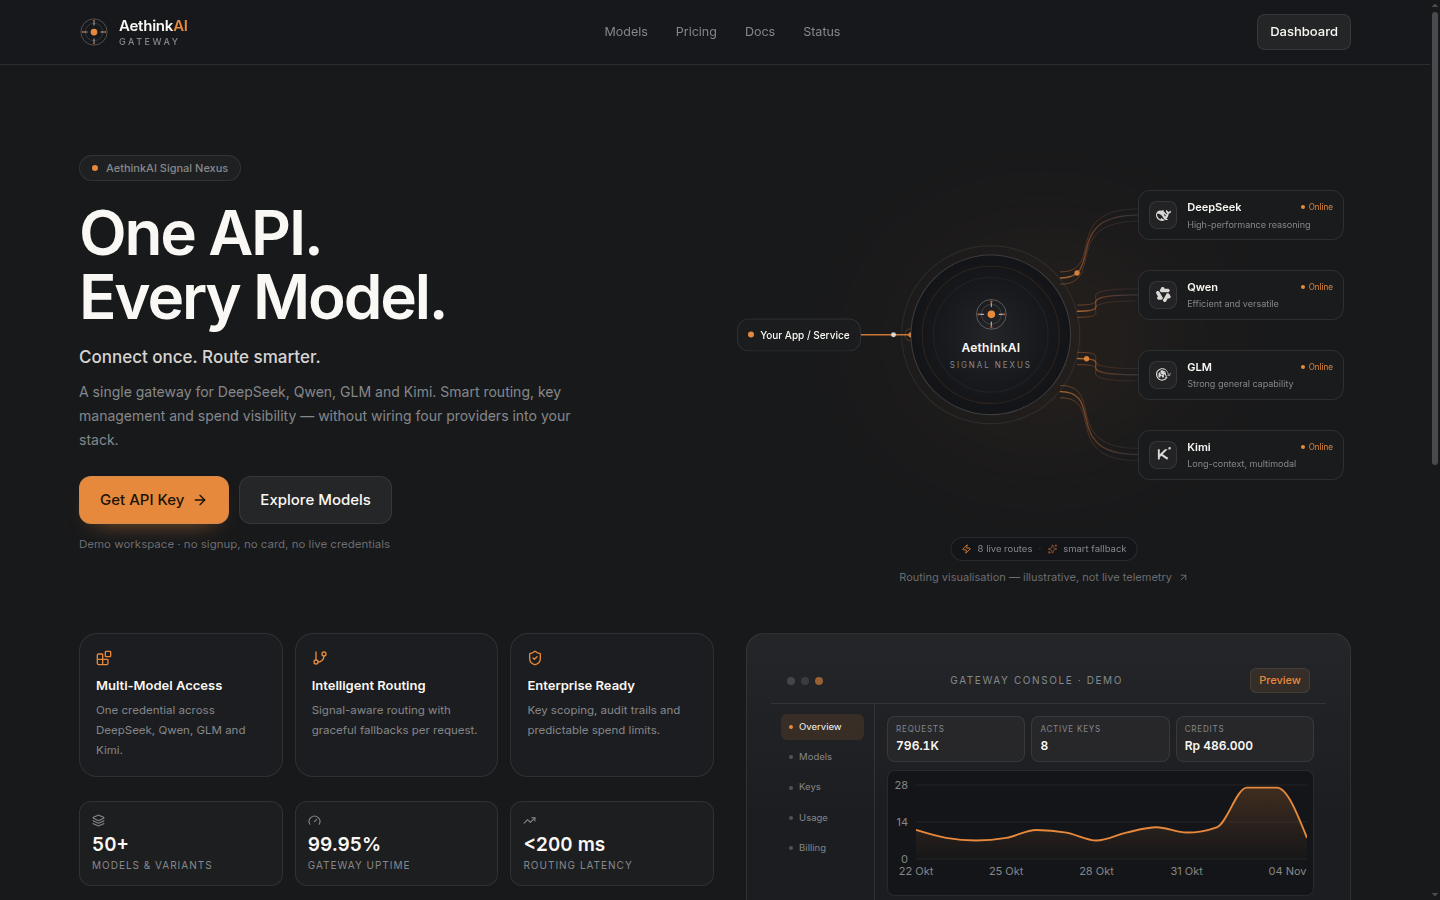 AethinkAI
GATEWAY
Models
Pricing
Docs
Status
Dashboard
AethinkAI Signal Nexus
One API.
Every Model.
Connect once. Route smarter.
A single gateway for DeepSeek, Qwen, GLM and Kimi. Smart routing, key
management and spend visibility — without wiring four providers into your
stack.
Get API Key
Explore Models
Demo workspace · no signup, no card, no live credentials
Your App / Service
AethinkAI
SIGNAL NEXUS
DeepSeek
Online
High-performance reasoning
Qwen
Online
Efficient and versatile
GLM
Online
Strong general capability
Kimi
Online
Long-context, multimodal
8 live routes · smart fallback
Routing visualisation — illustrative, not live telemetry
Multi-Model Access
One credential across
DeepSeek, Qwen, GLM and
Kimi.
Intelligent Routing
Signal-aware routing with
graceful fallbacks per request.
Enterprise Ready
Key scoping, audit trails and
predictable spend limits.
50+
MODELS & VARIANTS
99.95%
GATEWAY UPTIME
<200 ms
ROUTING LATENCY
GATEWAY CONSOLE · DEMO
Preview
Overview
Models
Keys
Usage
Billing
REQUESTS
796.1K
ACTIVE KEYS
8
CREDITS
Rp 486.000
28
14
0
22 Okt
25 Okt
28 Okt
31 Okt
04 Nov